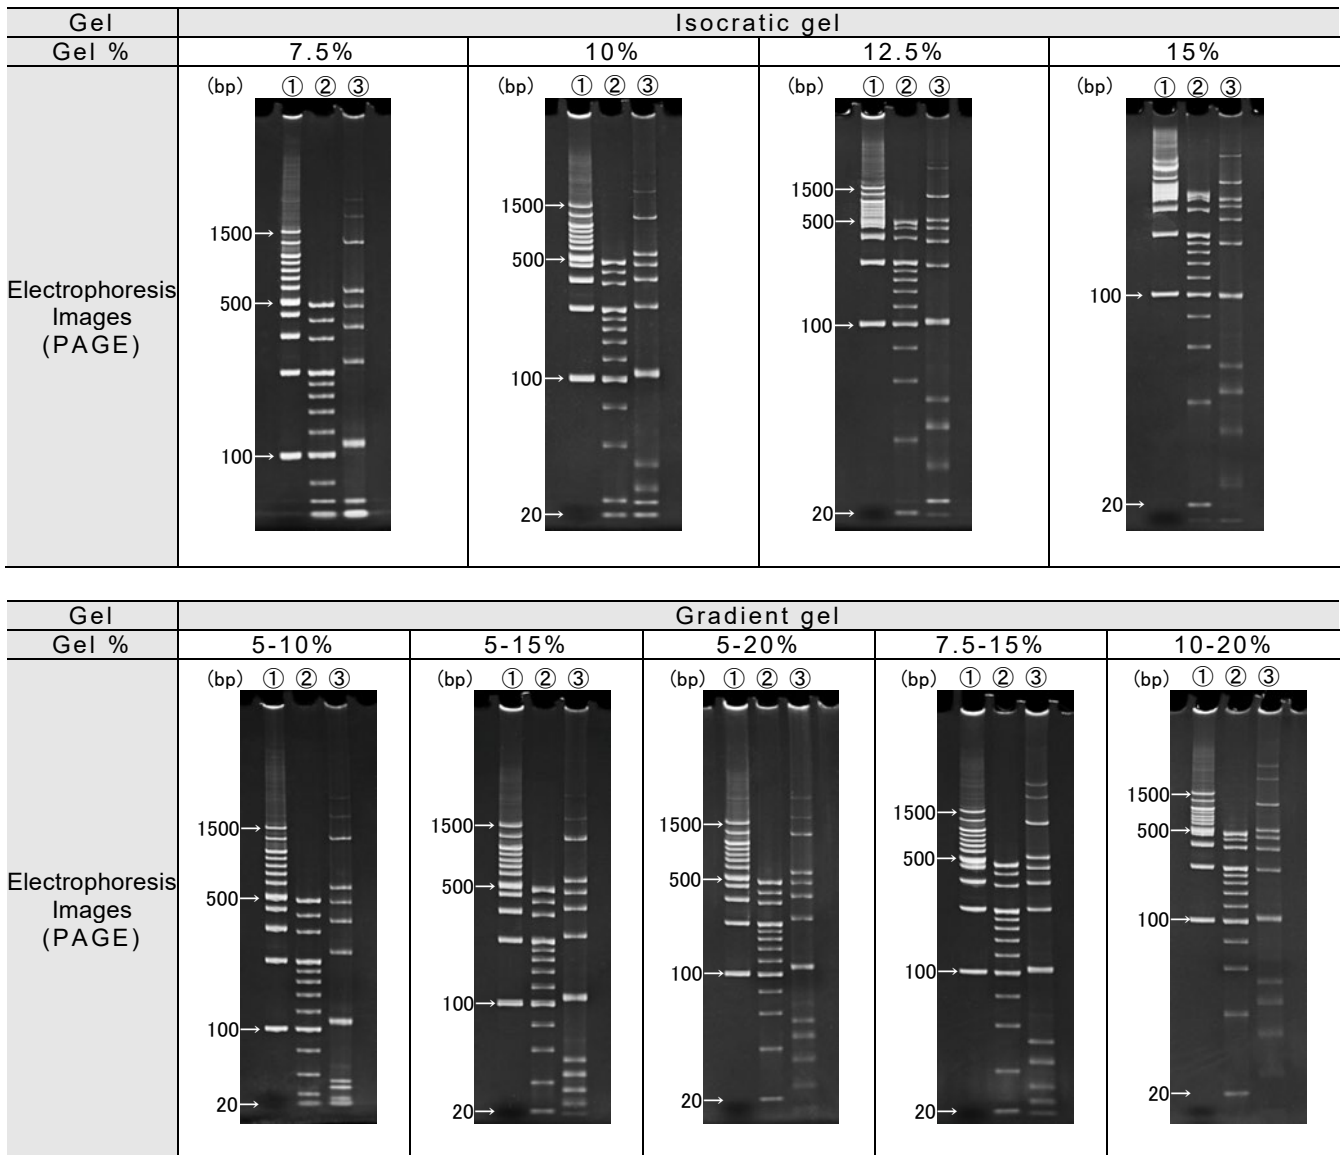 Gel Isocratic gel
Gel % 7.5% 10% 12.5% 15%
(bp) ① ② ③ (bp) ① ② ③ (bp) ① ② ③ (bp) ① ② ③
Electrophoresis
Images
(PAGE)
1500→
500→
100→
1500→
500→
100→
20→
1500→
500→
100→
20→
100→
20→
Gel Gradient gel
Gel % 5-10% 5-15% 5-20% 7.5-15% 10-20%
(bp) ① ② ③ (bp) ① ② ③ (bp) ① ② ③ (bp) ① ② ③ (bp) ① ② ③
Electrophoresis
Images
(PAGE)
1500→
500→
100→
20→
1500→
500→
100→
20→
1500→
500→
100→
20→
1500→
500→
100→
20→
1500→
500→
100→
20→